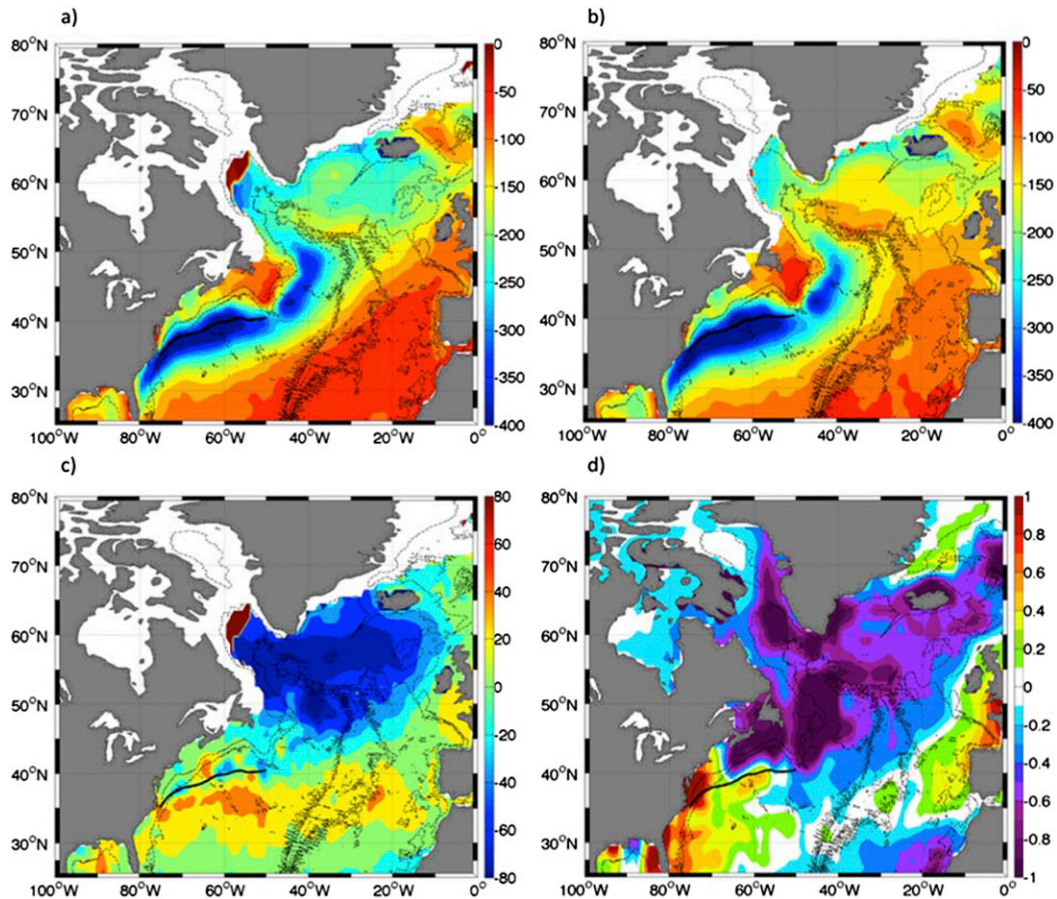 a)
b)
80°N
70°N
60°N
50°N
40°N
30°N
100°W
80°W
60°W
40°W
20°W
0°
0
-50
-100
-150
-200
-250
-300
-350
-400
80°N
70°N
60°N
50°N
40°N
30°N
100°W
80°W
60°W
40°W
20°W
0°
0
-50
-100
-150
-200
-250
-300
-350
-400
c)
d)
80°N
70°N
60°N
50°N
40°N
30°N
100°W
80°W
60°W
40°W
20°W
0°
80
60
40
20
0
-20
-40
-60
-80
80°N
70°N
60°N
50°N
40°N
30°N
100°W
80°W
60°W
40°W
20°W
0°
1
0.8
0.6
0.4
0.2
0
-0.2
-0.4
-0.6
-0.8
-1